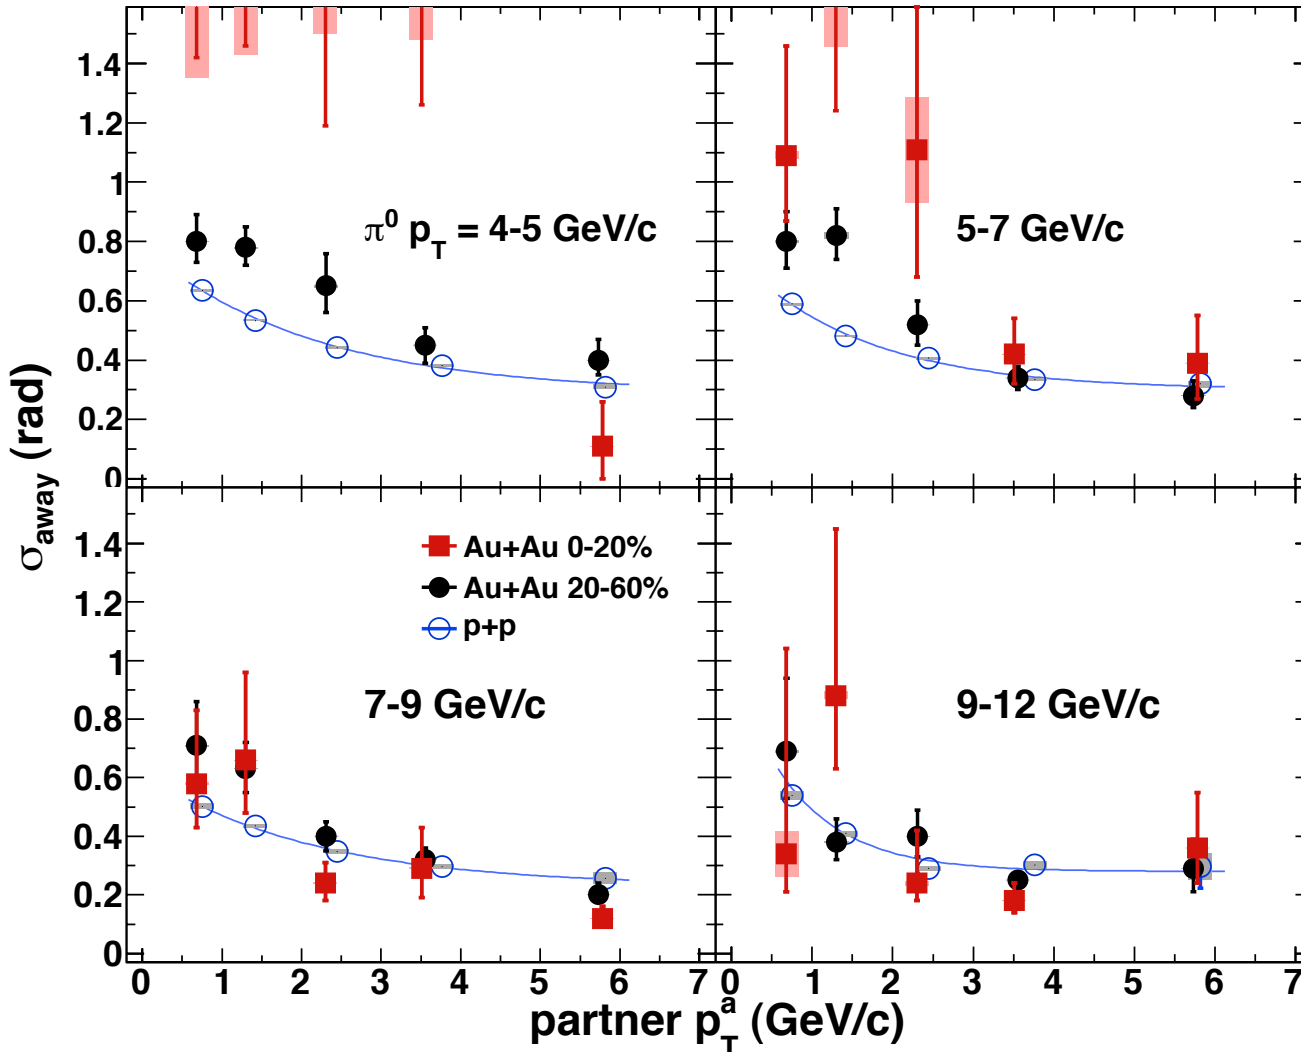 σaway (rad)
1.4
1.2
1
0.8
0.6
0.4
0.2
0
π⁰ pT = 4-5 GeV/c
5-7 GeV/c
1.4
1.2
1
0.8
0.6
0.4
0.2
0
Au+Au 0-20%
Au+Au 20-60%
p+p
7-9 GeV/c
9-12 GeV/c
0 1 2 3 4 5 6 7
0 1 2 3 4 5 6 7
partner pTa (GeV/c)